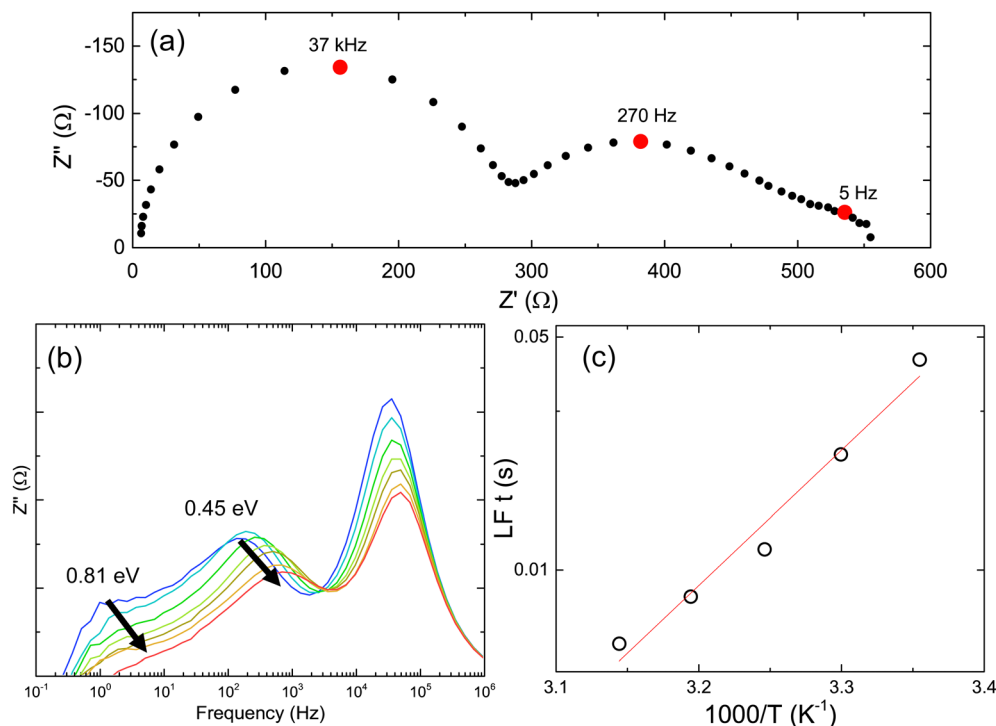 (a)
37 kHz
270 Hz
5 Hz
Z'' (Ω)
-150
-100
-50
0
0 100 200 300 400 500 600
Z' (Ω)
(b)
0.45 eV
0.81 eV
Z'' (Ω)
10⁻¹ 10⁰ 10¹ 10² 10³ 10⁴ 10⁵ 10⁶
Frequency (Hz)
(c)
LF t (s)
0.05
0.01
3.1 3.2 3.3 3.4
1000/T (K⁻¹)